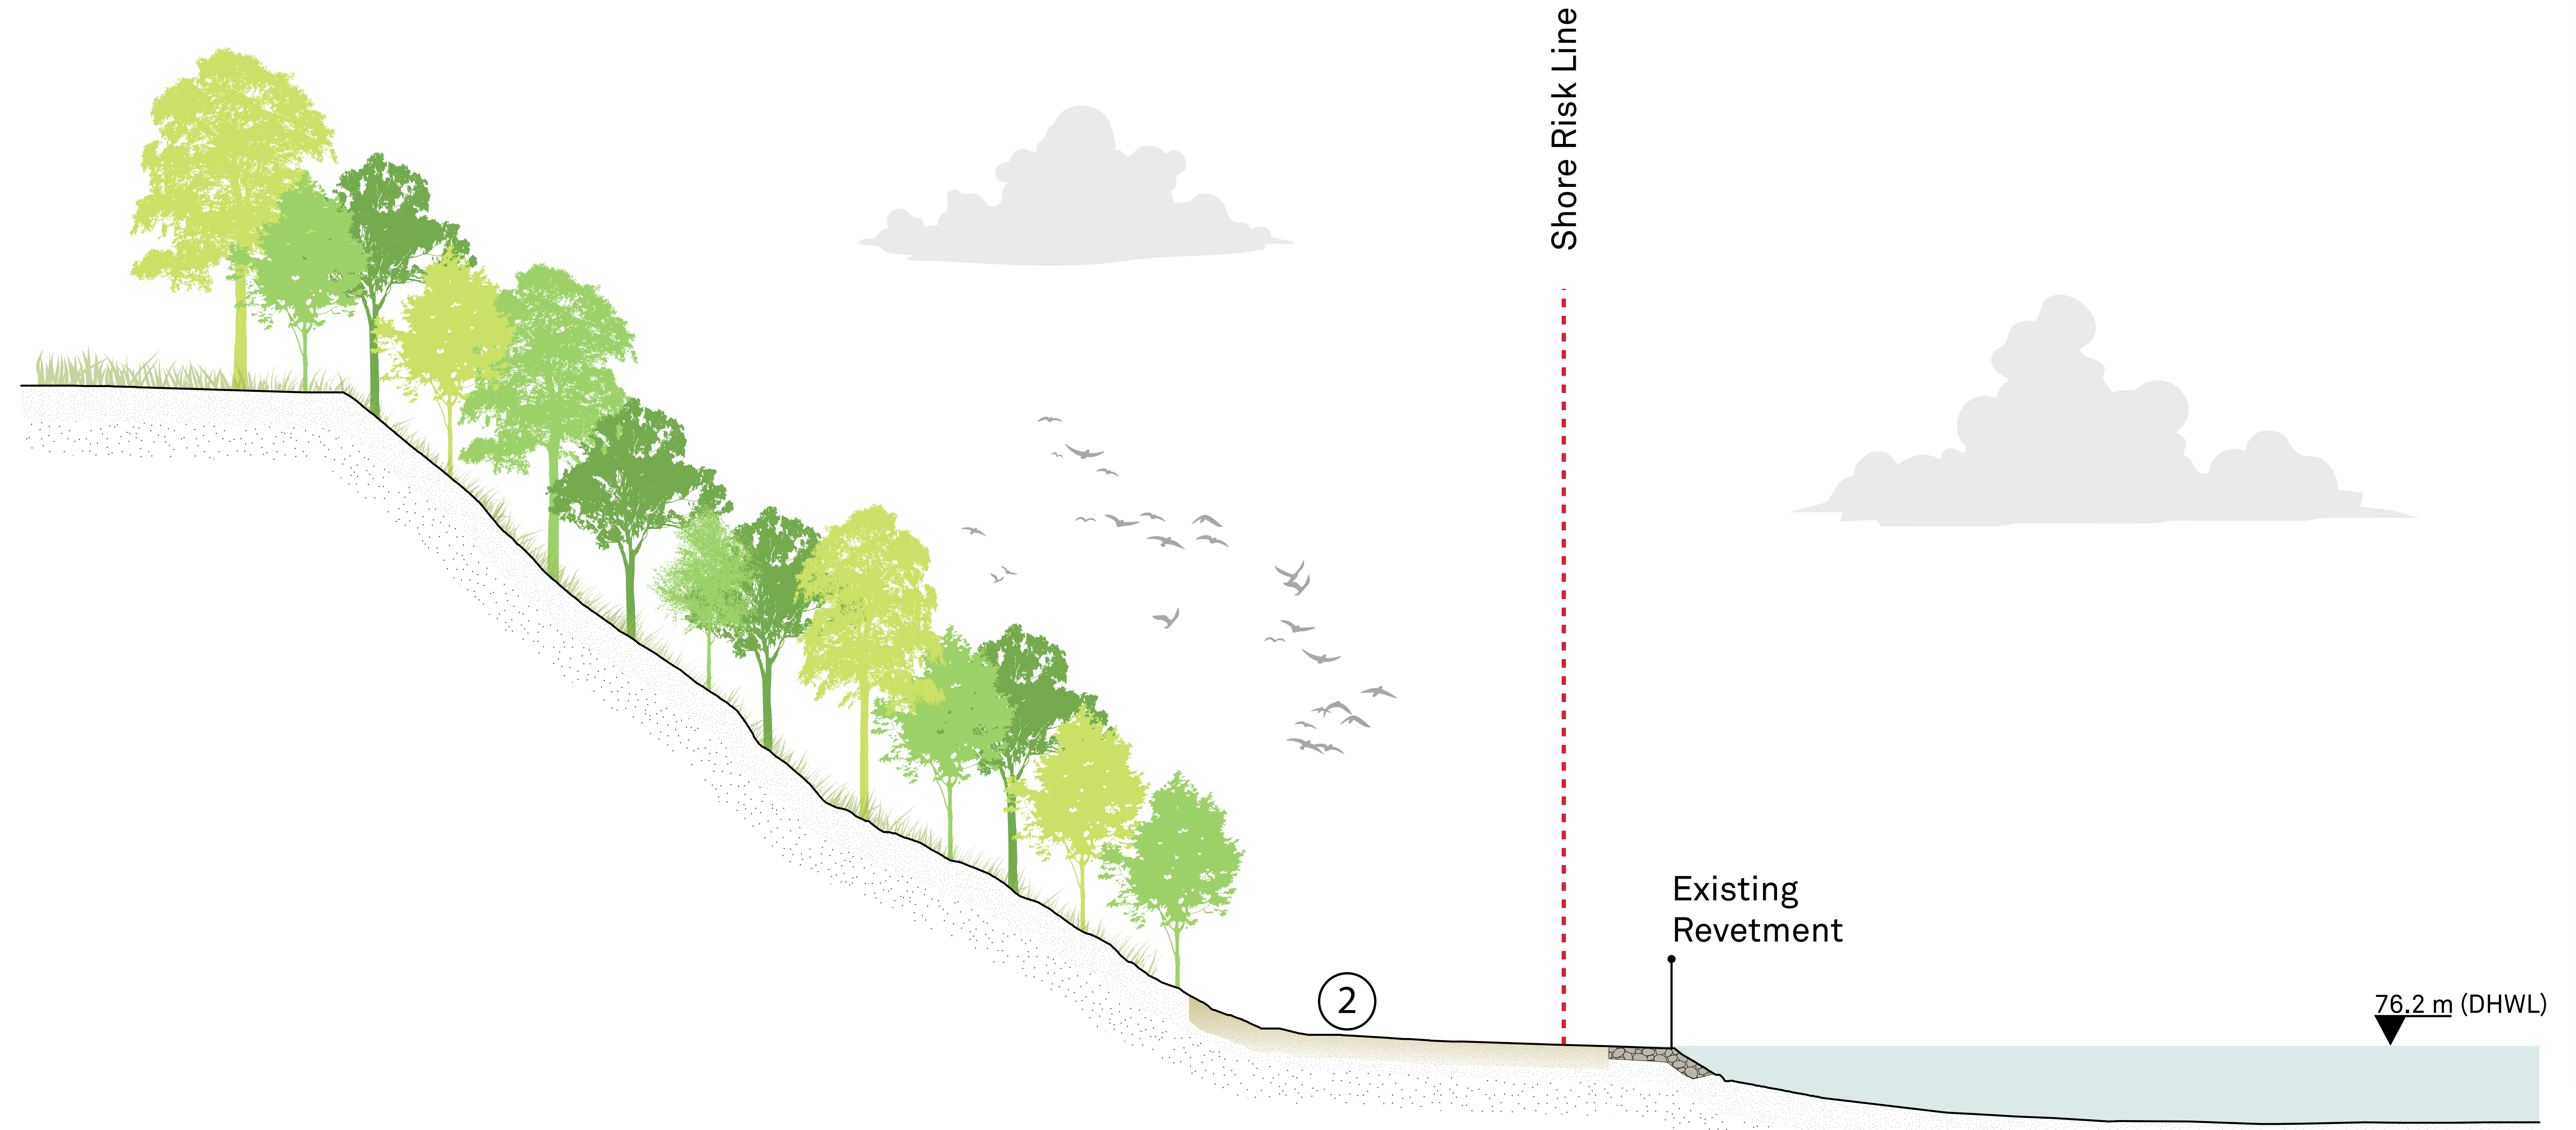 Shore Risk Line
Existing
Revetment
2
76.2 m (DHWL)